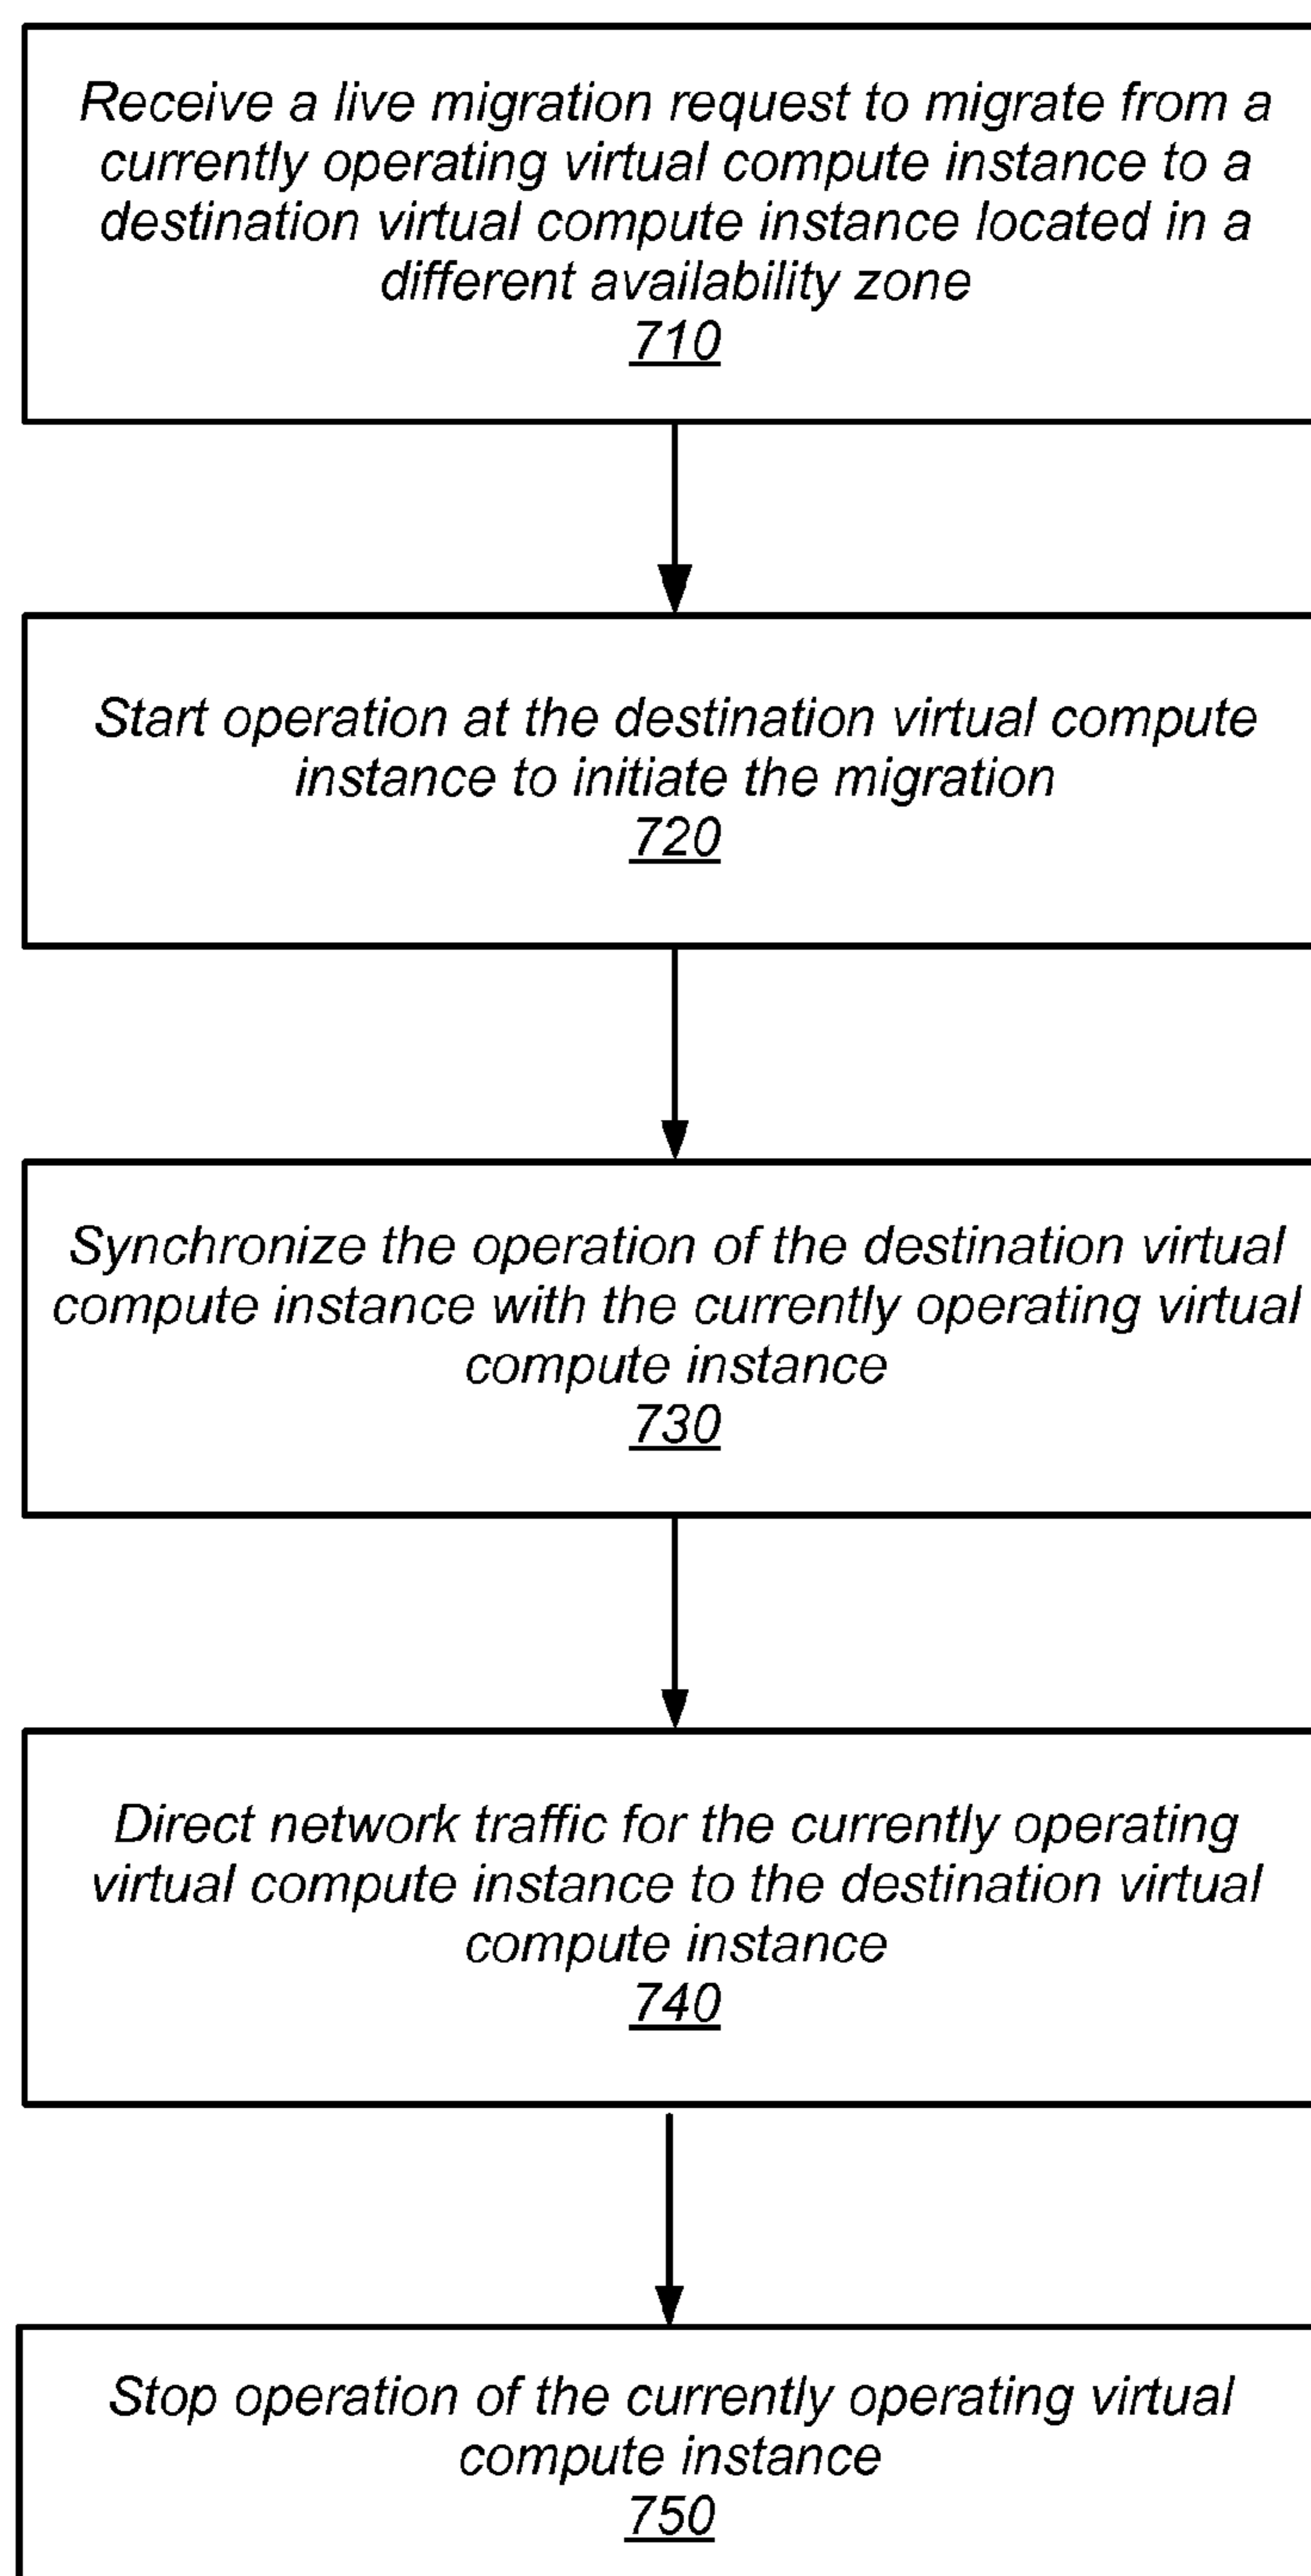 Receive a live migration request to migrate from a
currently operating virtual compute instance to a
destination virtual compute instance located in a
different availability zone
710
Start operation at the destination virtual compute
instance to initiate the migration
720
Synchronize the operation of the destination virtual
compute instance with the currently operating virtual
compute instance
730
Direct network traffic for the currently operating
virtual compute instance to the destination virtual
compute instance
740
Stop operation of the currently operating virtual
compute instance
750